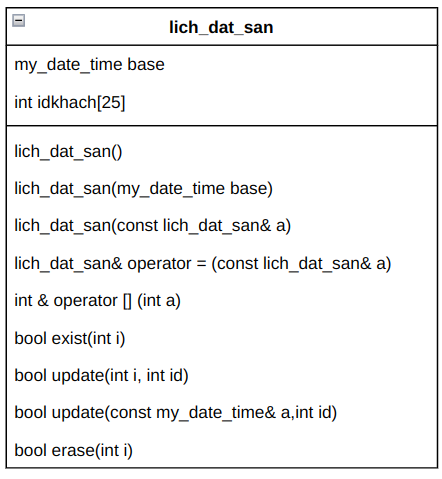 lich_dat_san
my_date_time base
int idkhach[25]
lich_dat_san()
lich_dat_san(my_date_time base)
lich_dat_san(const lich_dat_san& a)
lich_dat_san& operator = (const lich_dat_san& a)
int & operator [] (int a)
bool exist(int i)
bool update(int i, int id)
bool update(const my_date_time& a,int id)
bool erase(int i)